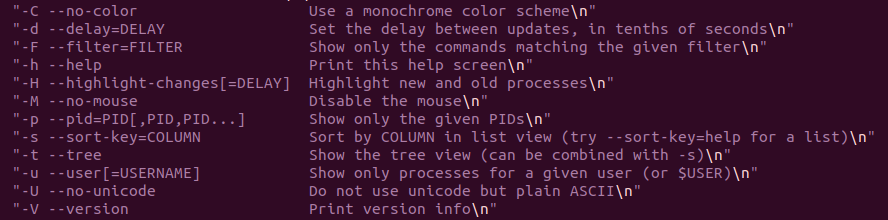 "-C --no-color                   Use a monochrome color scheme\n"
"-d --delay=DELAY                Set the delay between updates, in tenths of seconds\n"
"-F --filter=FILTER              Show only the commands matching the given filter\n"
"-h --help                       Print this help screen\n"
"-H --highlight-changes[=DELAY]  Highlight new and old processes\n"
"-M --no-mouse                   Disable the mouse\n"
"-p --pid=PID[,PID,PID...]       Show only the given PIDs\n"
"-s --sort-key=COLUMN            Sort by COLUMN in list view (try --sort-key=help for a list)\n"
"-t --tree                       Show the tree view (can be combined with -s)\n"
"-u --user[=USERNAME]            Show only processes for a given user (or $USER)\n"
"-U --no-unicode                 Do not use unicode but plain ASCII\n"
"-V --version                    Print version info\n"